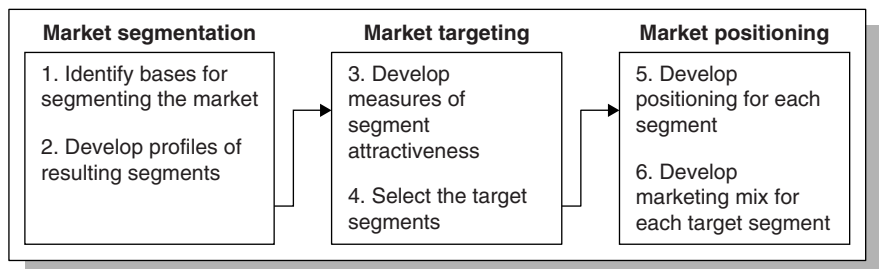 Market segmentation
1. Identify bases for
segmenting the market
2. Develop profiles of
resulting segments
Market targeting
3. Develop
measures of
segment
attractiveness
4. Select the target
segments
Market positioning
5. Develop
positioning for each
segment
6. Develop
marketing mix for
each target segment